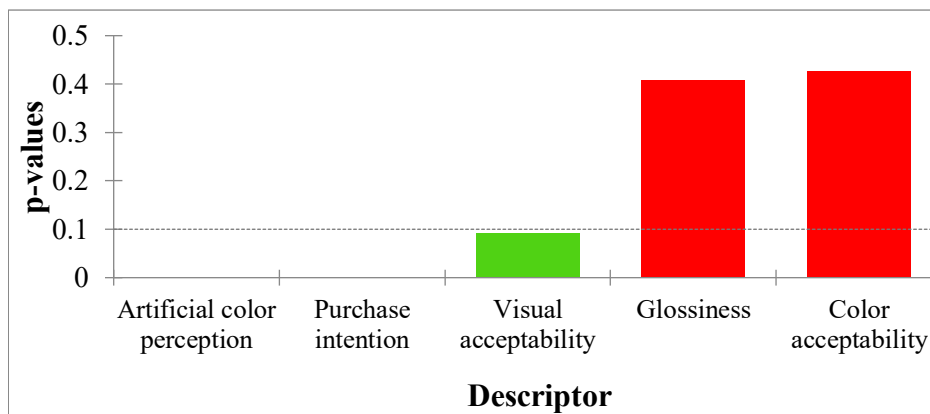 0.5
0.4
0.3
0.2
0.1
0
p-values
Artificial color
perception
Purchase
intention
Visual
acceptability
Glossiness
Color
acceptability
Descriptor